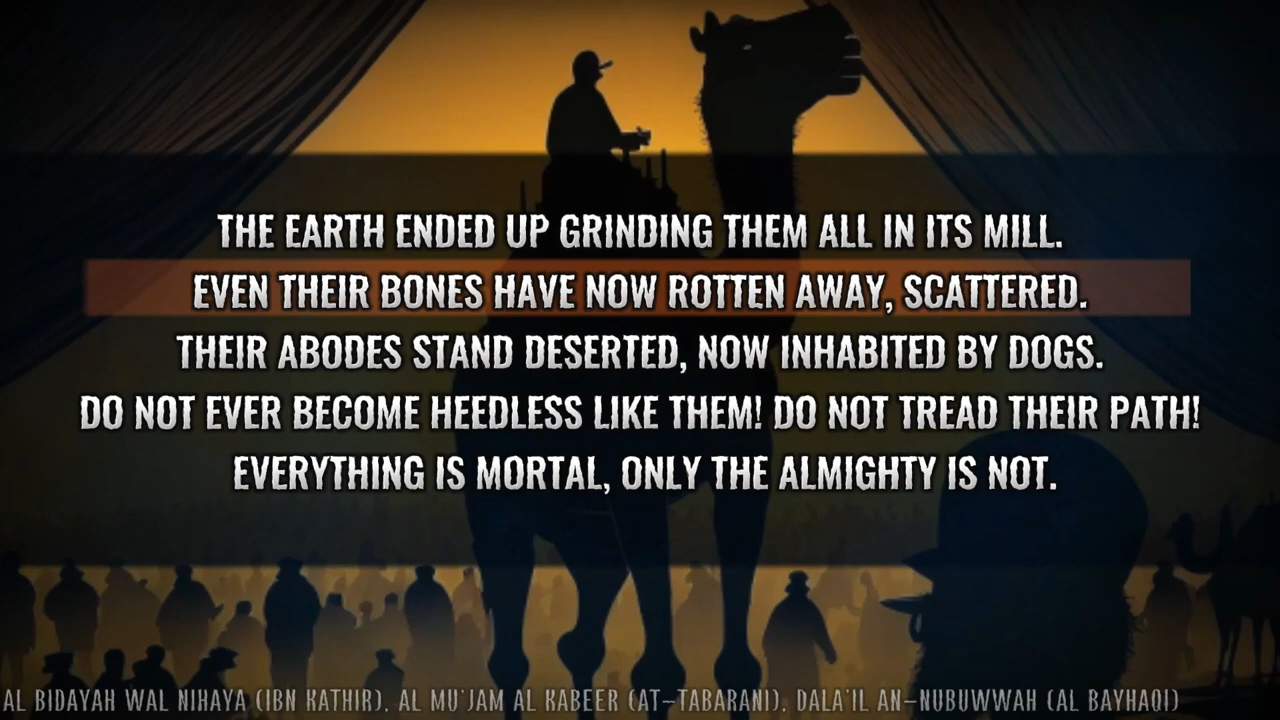 THE EARTH ENDED UP GRINDING THEM ALL IN ITS MILL.
EVEN THEIR BONES HAVE NOW ROTTEN AWAY, SCATTERED.
THEIR ABODES STAND DESERTED, NOW INHABITED BY DOGS.
DO NOT EVER BECOME HEEDLESS LIKE THEM! DO NOT TREAD THEIR PATH!
EVERYTHING IS MORTAL, ONLY THE ALMIGHTY IS NOT.
AL BIDAYAH WAL NIHAYA (IBN KATHIR), AL MU'JAM AL KABEER (AT-TABARANI), DALA'IL AN-NUBUWWAH (AL BAYHAQI)